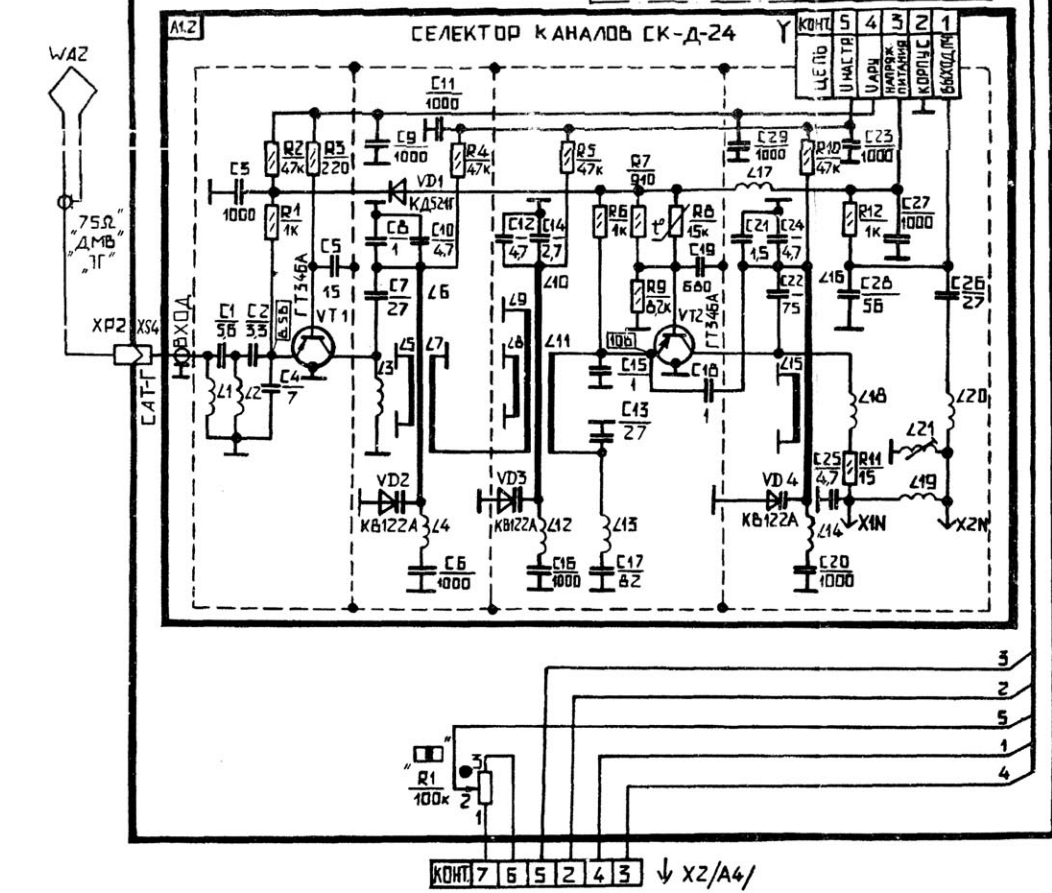 А1.2
СЕЛЕКТОР КАНАЛОВ СК-Д-24
У
КОНТ. 5 4 3 2 1
ЦЕПЬ
U НАСТР.
U АРУ
НАПРЯЖ. ПИТАНИЯ
КОРПУС
ВЫХОД ПЧ
WA2
75Ω
"ДМВ"
XP2
XS4
САТ-Г
ВХОД
C11
1000
R2
47к
R3
220
C9
1000
R4
47к
R5
47к
C29
1000
R10
47к
C23
1000
C3
1000
VD1
КД521Г
R7
910
L17
R1
1к
C5
15
C8
1
C10
4,7
C12
4,7
C14
2,7
R6
1к
t°
R8
15к
C19
680
C21
1,5
C24
4,7
R12
1к
C27
1000
ГТ346А
VT1
C7
27
L6
L10
R9
8,2к
VT2
ГТ346А
C22
75
L16
C28
56
C26
27
C1
5,6
C2
3,3
8,5В
L9
10В
L1
L2
C4
7
L3
L5
L7
L8
L11
C15
1
C18
1
L15
L18
L20
C13
27
L21
VD2
КВ122А
VD3
КВ122А
VD4
КВ122А
C25
4,7
R11
15
L19
X1N
X2N
L4
L12
L13
L14
C6
1000
C16
1000
C17
82
C20
1000
3
2
5
1
4
R1
100к
3
2
1
КОНТ. 7 6 5 2 4 3
X2/A4/